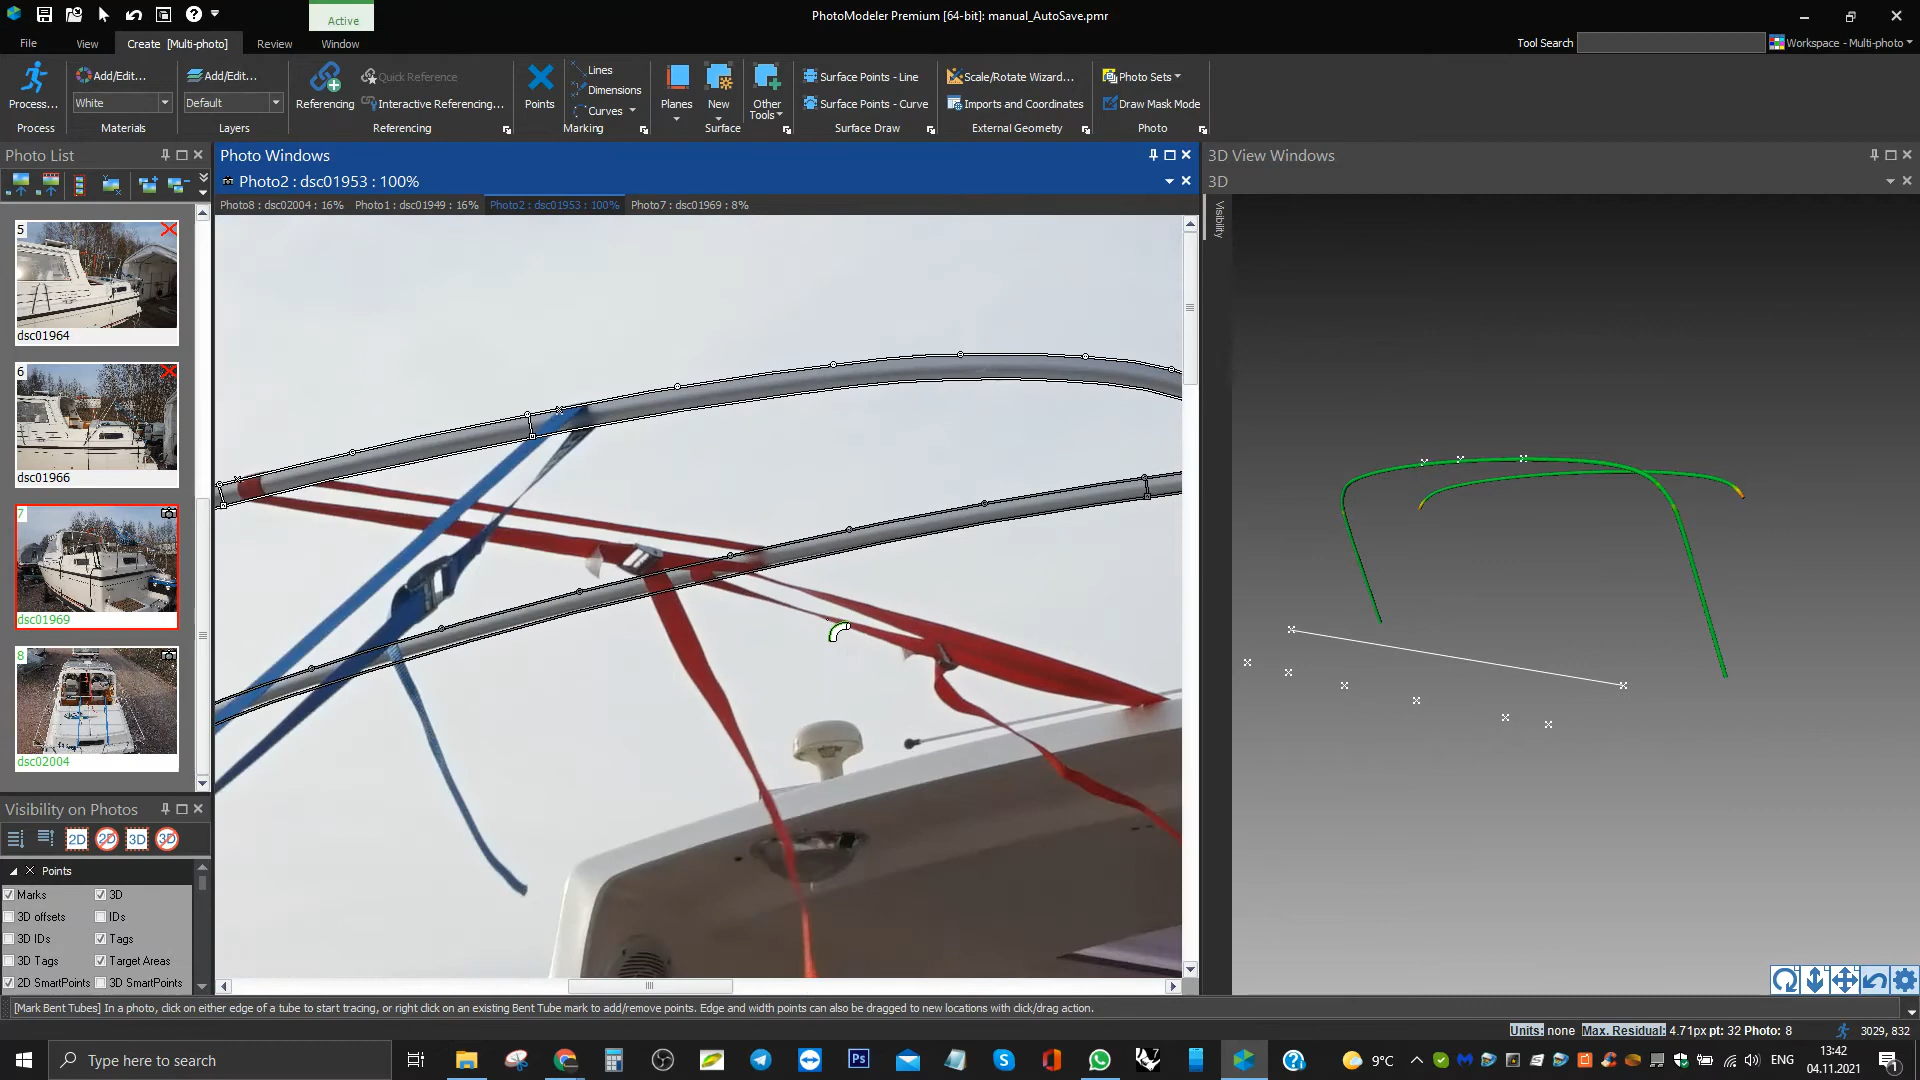 PhotoModeler Premium [64-bit]: manual_AutoSave.pmr
Active
File
View
Create [Multi-photo]
Review
Window
Tool Search
Workspace - Multi-photo
Process...
Process
Add/Edit...
White
Materials
Add/Edit...
Default
Layers
Referencing
Quick Reference
Interactive Referencing...
Referencing
Points
Lines
Dimensions
Curves
Marking
Planes
New
Other Tools
Surface
Surface Points - Line
Surface Points - Curve
Surface Draw
Scale/Rotate Wizard...
Imports and Coordinates
External Geometry
Photo Sets
Draw Mask Mode
Photo
Photo List
5
dsc01964
6
dsc01966
7
dsc01969
8
dsc02004
Photo Windows
Photo2 : dsc01953 : 100%
Photo8 : dsc02004 : 16%
Photo1 : dsc01949 : 16%
Photo2 : dsc01953 : 100%
Photo7 : dsc01969 : 8%
3D View Windows
3D
Visibility
Visibility on Photos
2D
2D
3D
3D
Points
Marks
3D
3D offsets
IDs
3D IDs
Tags
3D Tags
Target Areas
2D SmartPoints
3D SmartPoints
[Mark Bent Tubes] In a photo, click on either edge of a tube to start tracing, or right click on an existing Bent Tube mark to add/remove points. Edge and width points can also be dragged to new locations with click/drag action.
Units: none Max. Residual: 4.71px pt: 32 Photo: 8
3029, 832
Type here to search
Ps
9°C
ENG
13:42
04.11.2021
1